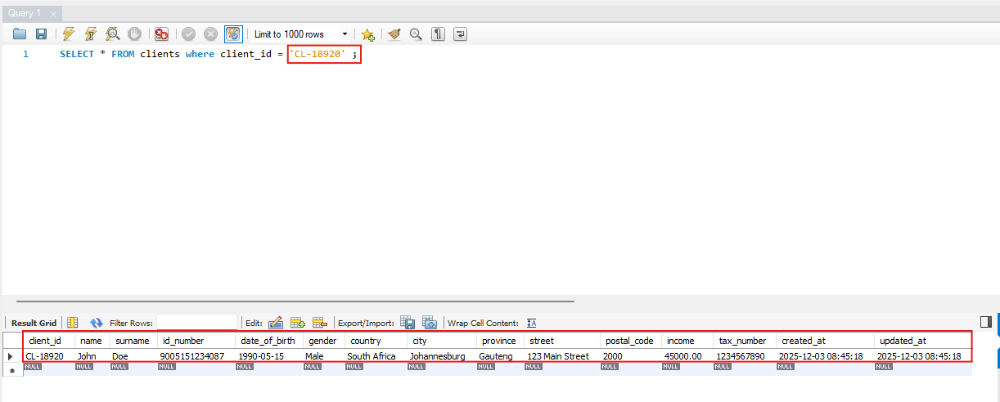 Query 1
Limit to 1000 rows
1 SELECT * FROM clients where client_id = 'CL-18920' ;
Result Grid Filter Rows: Edit: Export/Import: Wrap Cell Content:
client_id name surname id_number date_of_birth gender country city province street postal_code income tax_number created_at updated_at
CL-18920 John Doe 9005151234087 1990-05-15 Male South Africa Johannesburg Gauteng 123 Main Street 2000 45000.00 1234567890 2025-12-03 08:45:18 2025-12-03 08:45:18
NULL NULL NULL NULL NULL NULL NULL NULL NULL NULL NULL NULL NULL NULL NULL